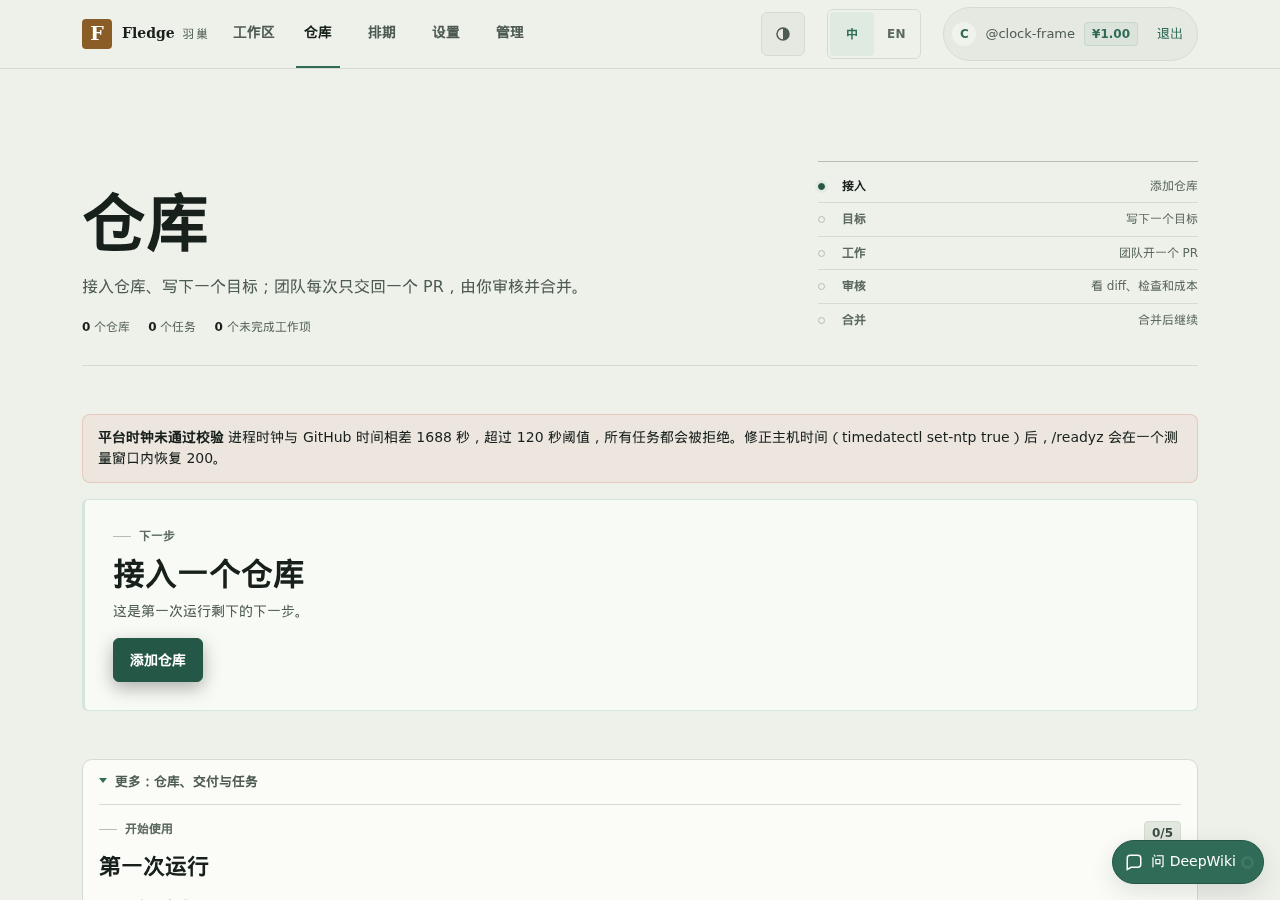 F Fledge 羽巢 工作区 仓库 排期 设置 管理 中 EN C @clock-frame ¥1.00 退出
仓库
接入仓库、写下一个目标；团队每次只交回一个 PR，由你审核并合并。
0 个仓库 0 个任务 0 个未完成工作项
接入 添加仓库
目标 写下一个目标
工作 团队开一个 PR
审核 看 diff、检查和成本
合并 合并后继续
平台时钟未通过校验 进程时钟与 GitHub 时间相差 1688 秒，超过 120 秒阈值，所有任务都会被拒绝。修正主机时间（timedatectl set-ntp true）后，/readyz 会在一个测
量窗口内恢复 200。
下一步
接入一个仓库
这是第一次运行剩下的下一步。
添加仓库
更多：仓库、交付与任务
开始使用
0/5
第一次运行
问 DeepWiki